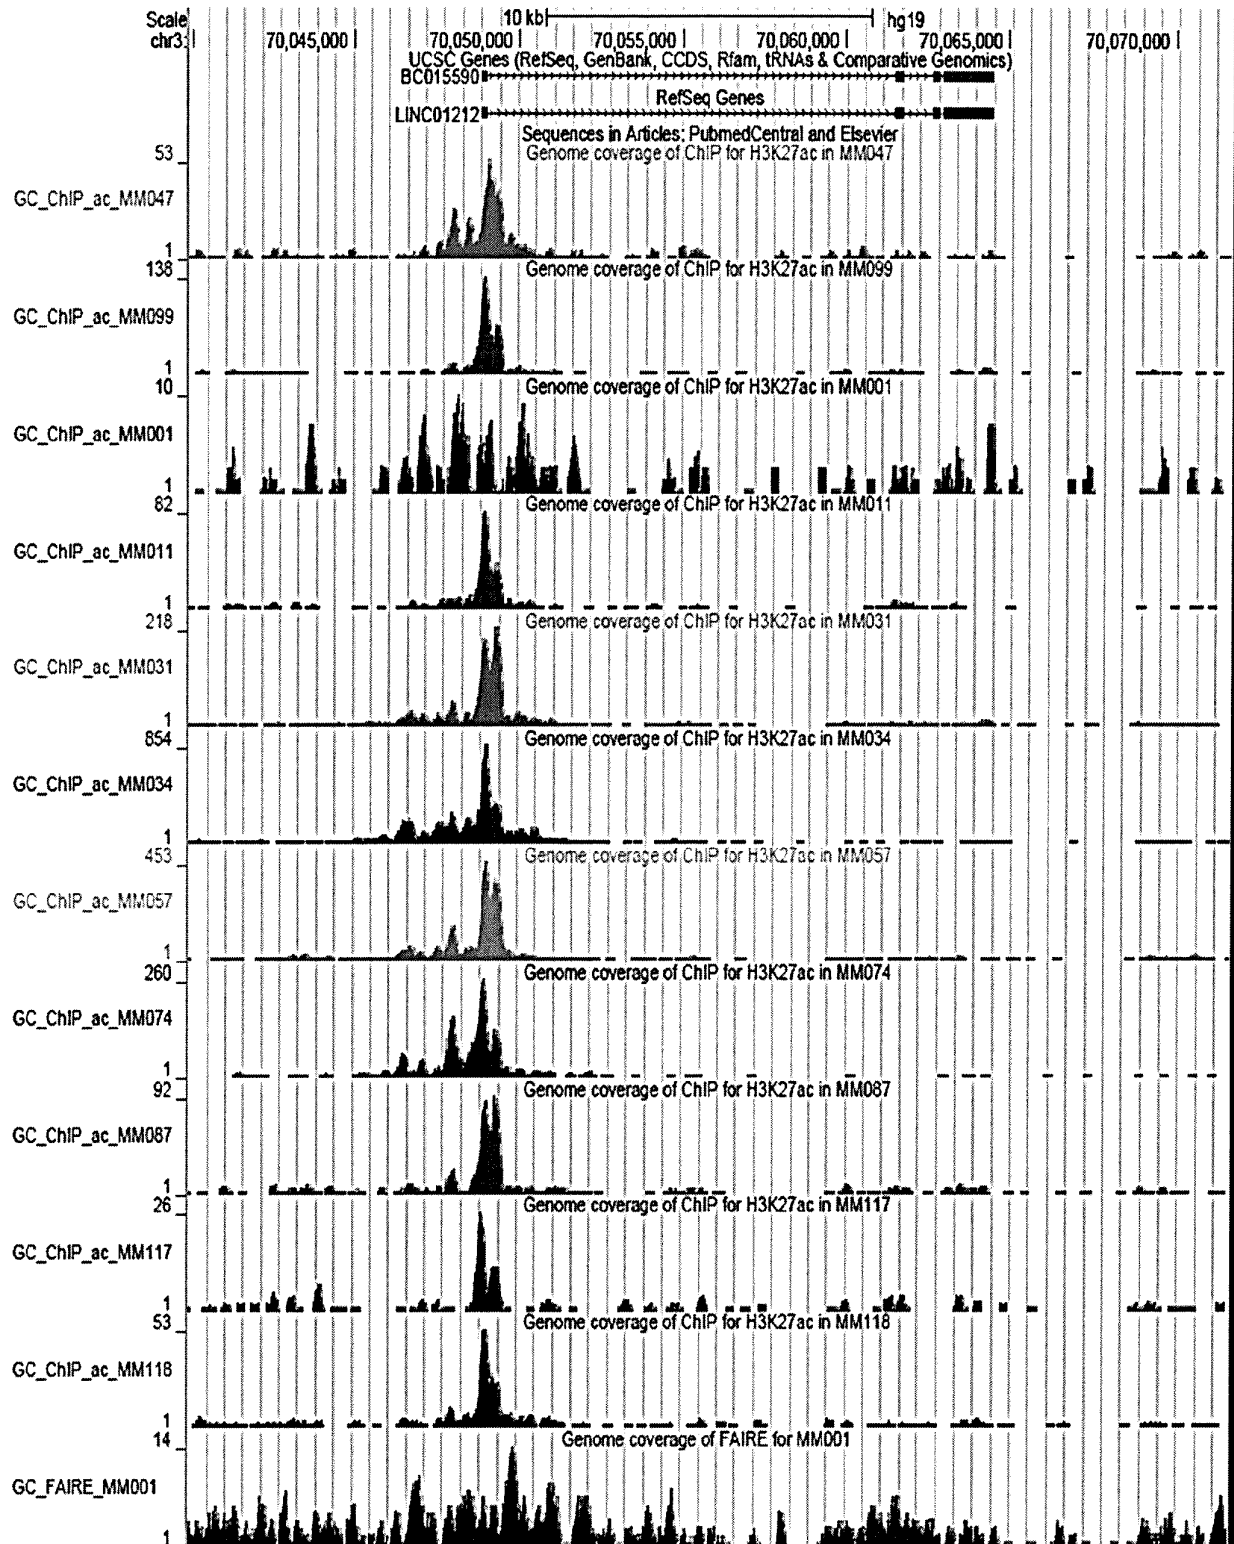 Scale 10 kb hg19
chr3: 70,045,000 70,050,000 70,055,000 70,060,000 70,065,000 70,070,000
UCSC Genes (RefSeq, GenBank, CCDS, Rfam, tRNAs & Comparative Genomics)
BC015590
RefSeq Genes
LINC01212
Sequences in Articles: PubmedCentral and Elsevier
Genome coverage of ChIP for H3K27ac in MM047
53
GC_ChIP_ac_MM047
1
Genome coverage of ChIP for H3K27ac in MM099
138
GC_ChIP_ac_MM099
1
Genome coverage of ChIP for H3K27ac in MM001
10
GC_ChIP_ac_MM001
1
Genome coverage of ChIP for H3K27ac in MM011
82
GC_ChIP_ac_MM011
1
Genome coverage of ChIP for H3K27ac in MM031
218
GC_ChIP_ac_MM031
1
Genome coverage of ChIP for H3K27ac in MM034
854
GC_ChIP_ac_MM034
1
Genome coverage of ChIP for H3K27ac in MM057
453
GC_ChIP_ac_MM057
1
Genome coverage of ChIP for H3K27ac in MM074
260
GC_ChIP_ac_MM074
1
Genome coverage of ChIP for H3K27ac in MM087
92
GC_ChIP_ac_MM087
1
Genome coverage of ChIP for H3K27ac in MM117
26
GC_ChIP_ac_MM117
1
Genome coverage of ChIP for H3K27ac in MM118
53
GC_ChIP_ac_MM118
1
Genome coverage of FAIRE for MM001
14
GC_FAIRE_MM001
1